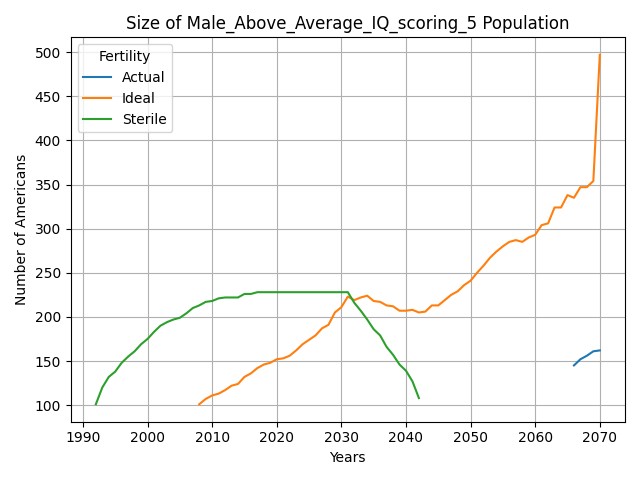 Size of Male_Above_Average_IQ_scoring_5 Population
Fertility
Actual
Ideal
Sterile
Number of Americans
500
450
400
350
300
250
200
150
100
1990 2000 2010 2020 2030 2040 2050 2060 2070
Years